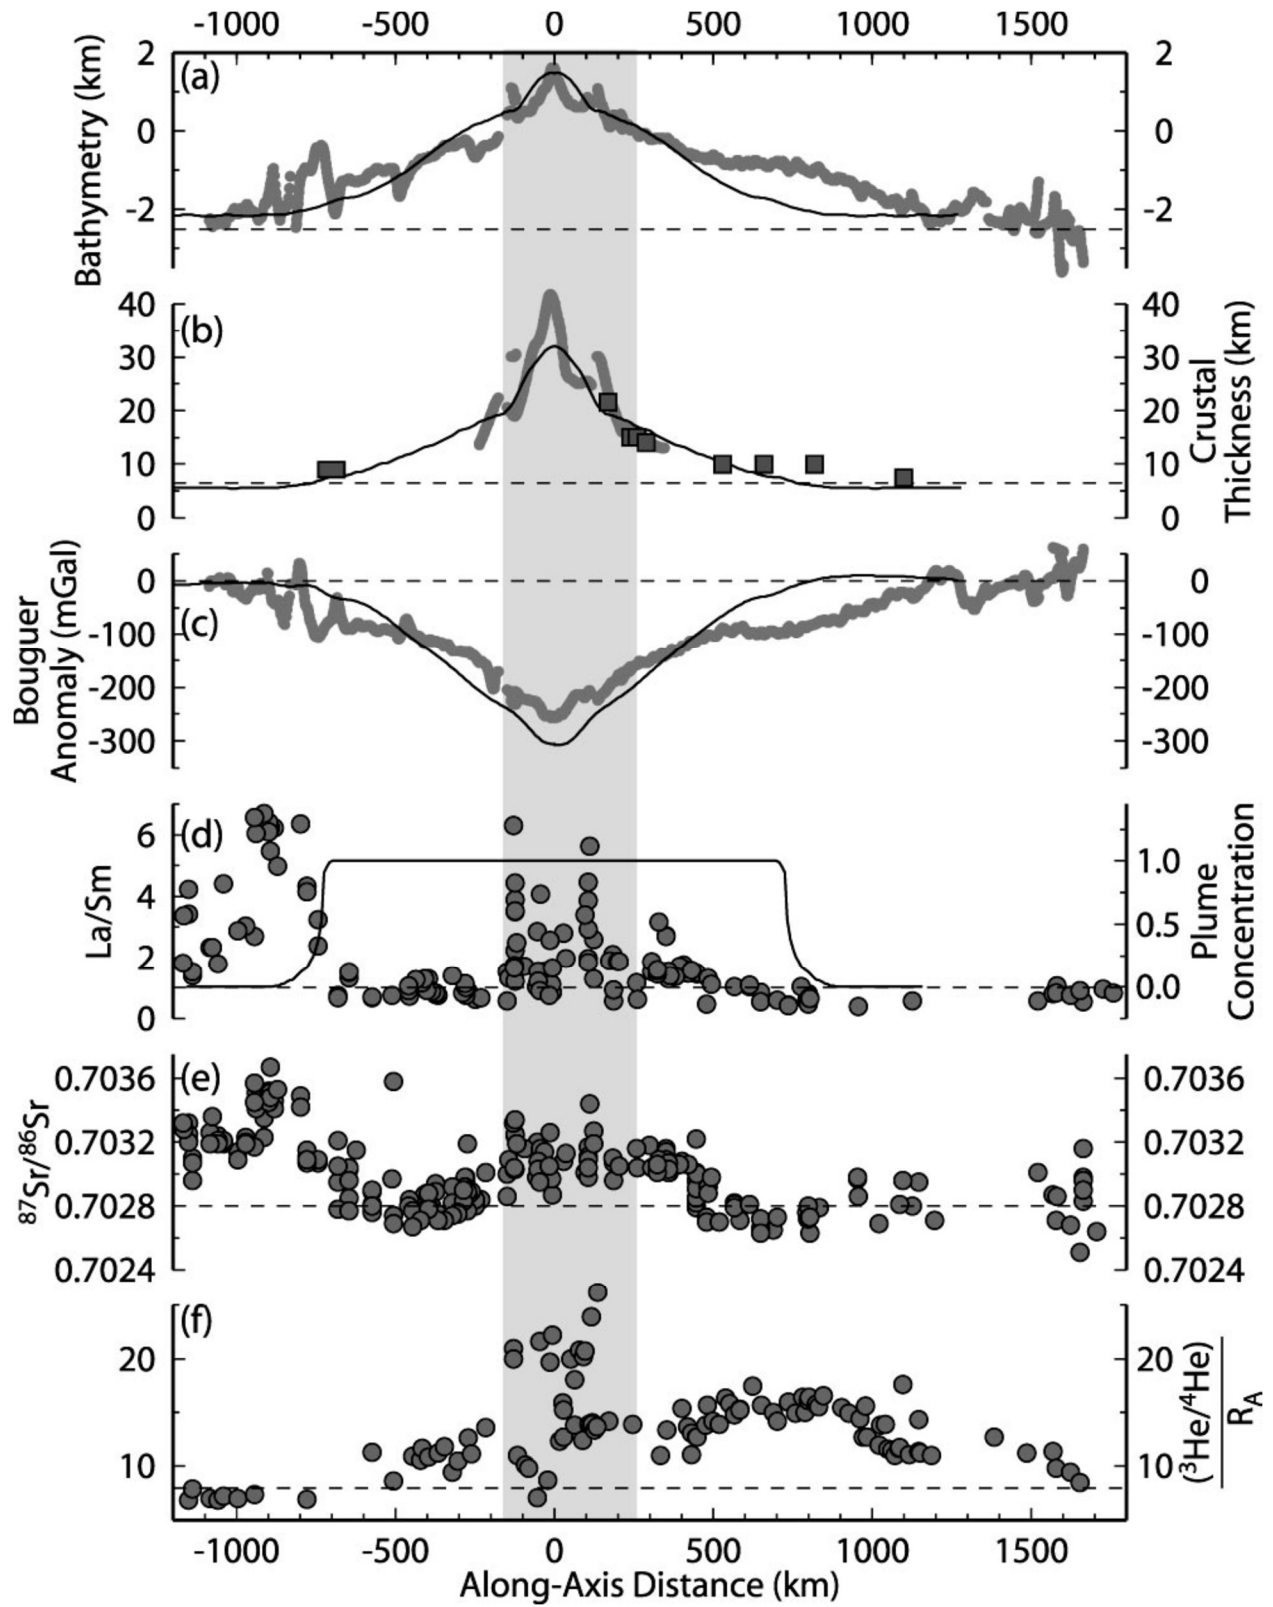 -1000 -500 0 500 1000 1500
(a)
Bathymetry (km)
2 0 -2
2 0 -2
(b)
40 30 20 10 0
40 30 20 10 0
Crustal
Thickness (km)
(c)
Bouguer
Anomaly (mGal)
0 -100 -200 -300
0 -100 -200 -300
(d)
La/Sm
6 4 2 0
1.0 0.5 0.0
Plume
Concentration
(e)
87Sr/86Sr
0.7036 0.7032 0.7028 0.7024
0.7036 0.7032 0.7028 0.7024
(f)
20 10
20 10
(3He/4He)
RA
-1000 -500 0 500 1000 1500
Along-Axis Distance (km)